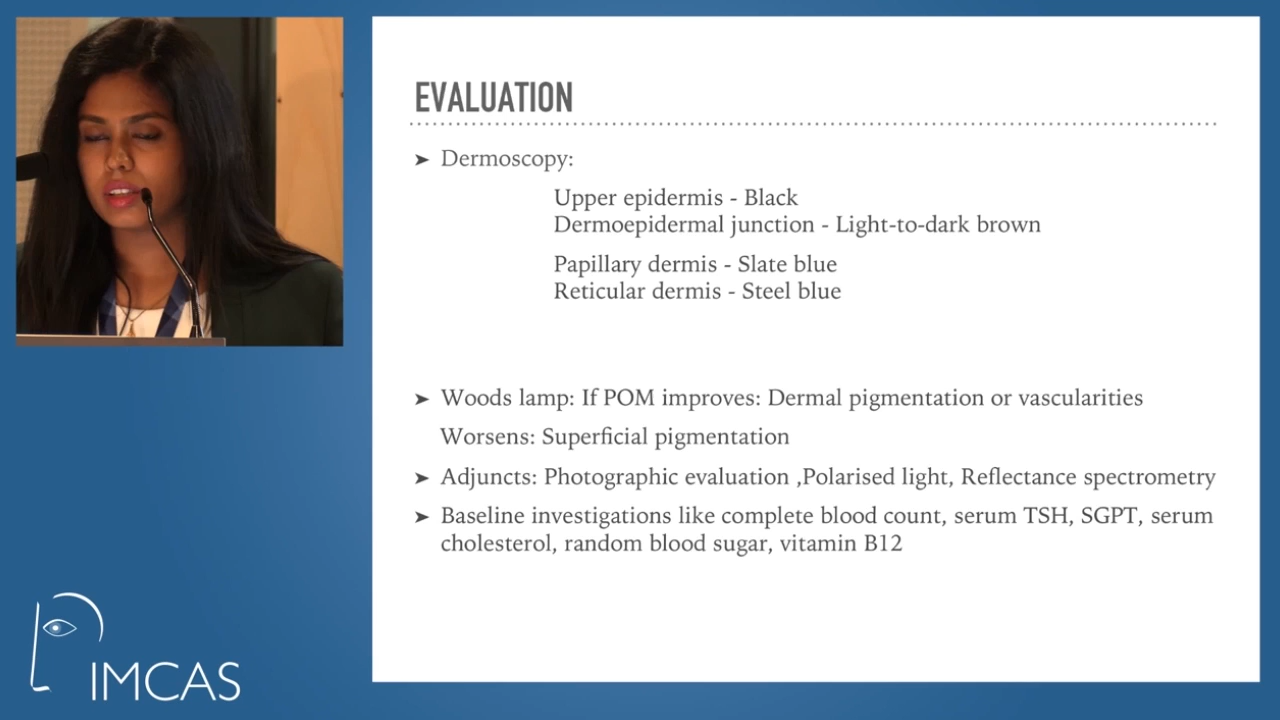 EVALUATION
➤ Dermoscopy:
Upper epidermis - Black
Dermoepidermal junction - Light-to-dark brown
Papillary dermis - Slate blue
Reticular dermis - Steel blue
➤ Woods lamp: If POM improves: Dermal pigmentation or vascularities
Worsens: Superficial pigmentation
➤ Adjuncts: Photographic evaluation ,Polarised light, Reflectance spectrometry
➤ Baseline investigations like complete blood count, serum TSH, SGPT, serum
cholesterol, random blood sugar, vitamin B12
IMCAS